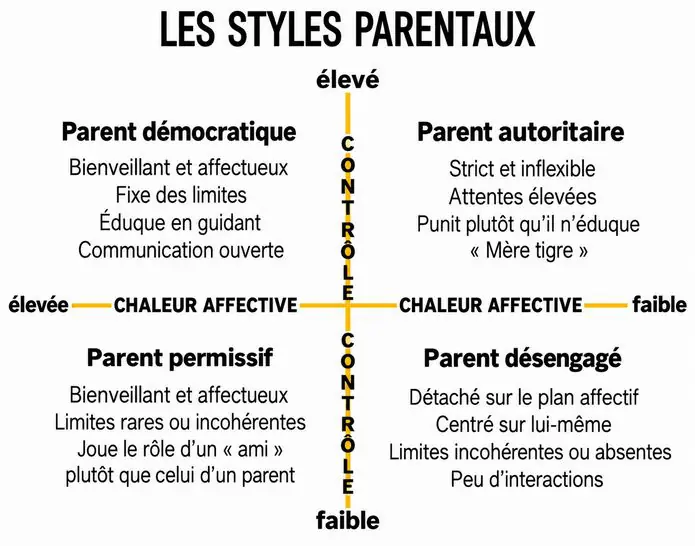 LES STYLES PARENTAUX
élevé
Parent démocratique
Bienveillant et affectueux
Fixe des limites
Éduque en guidant
Communication ouverte
CONTRÔLE
Parent autoritaire
Strict et inflexible
Attentes élevées
Punit plutôt qu'il n'éduque
« Mère tigre »
élevée CHALEUR AFFECTIVE CHALEUR AFFECTIVE faible
Parent permissif
Bienveillant et affectueux
Limites rares ou incohérentes
Joue le rôle d'un « ami »
plutôt que celui d'un parent
CONTRÔLE
Parent désengagé
Détaché sur le plan affectif
Centré sur lui-même
Limites incohérentes ou absentes
Peu d'interactions
faible